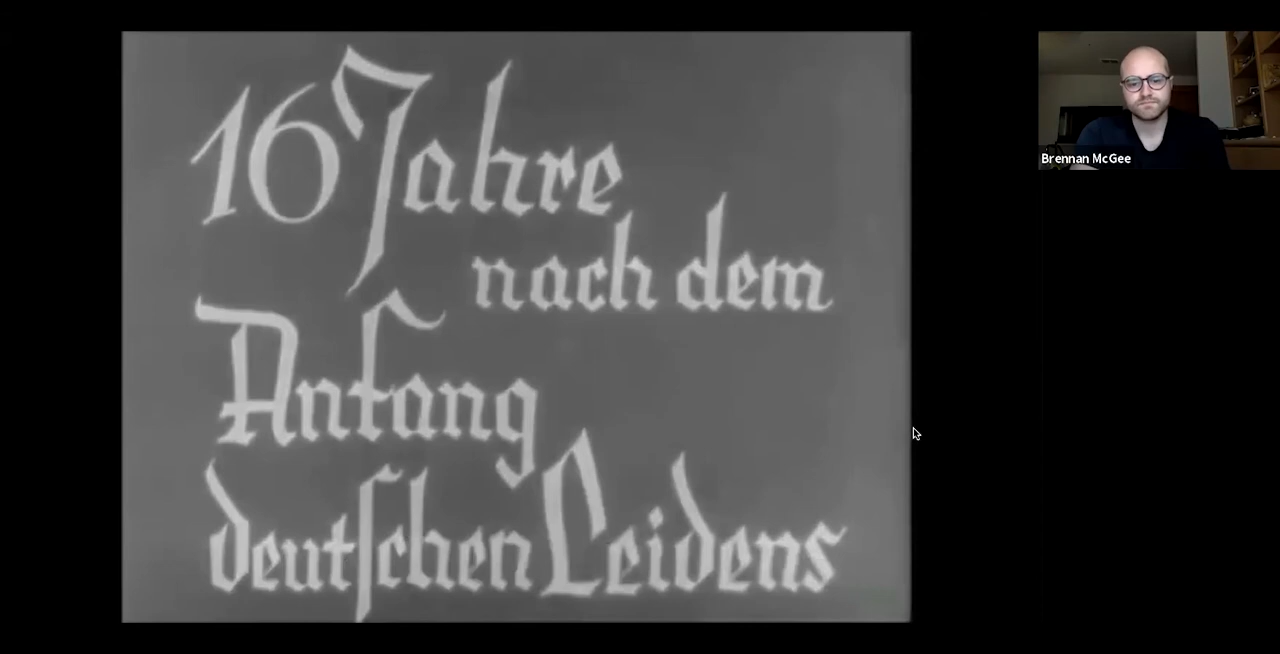 16 Jahre
nach dem
Anfang
deutſchen Leidens
Brennan McGee